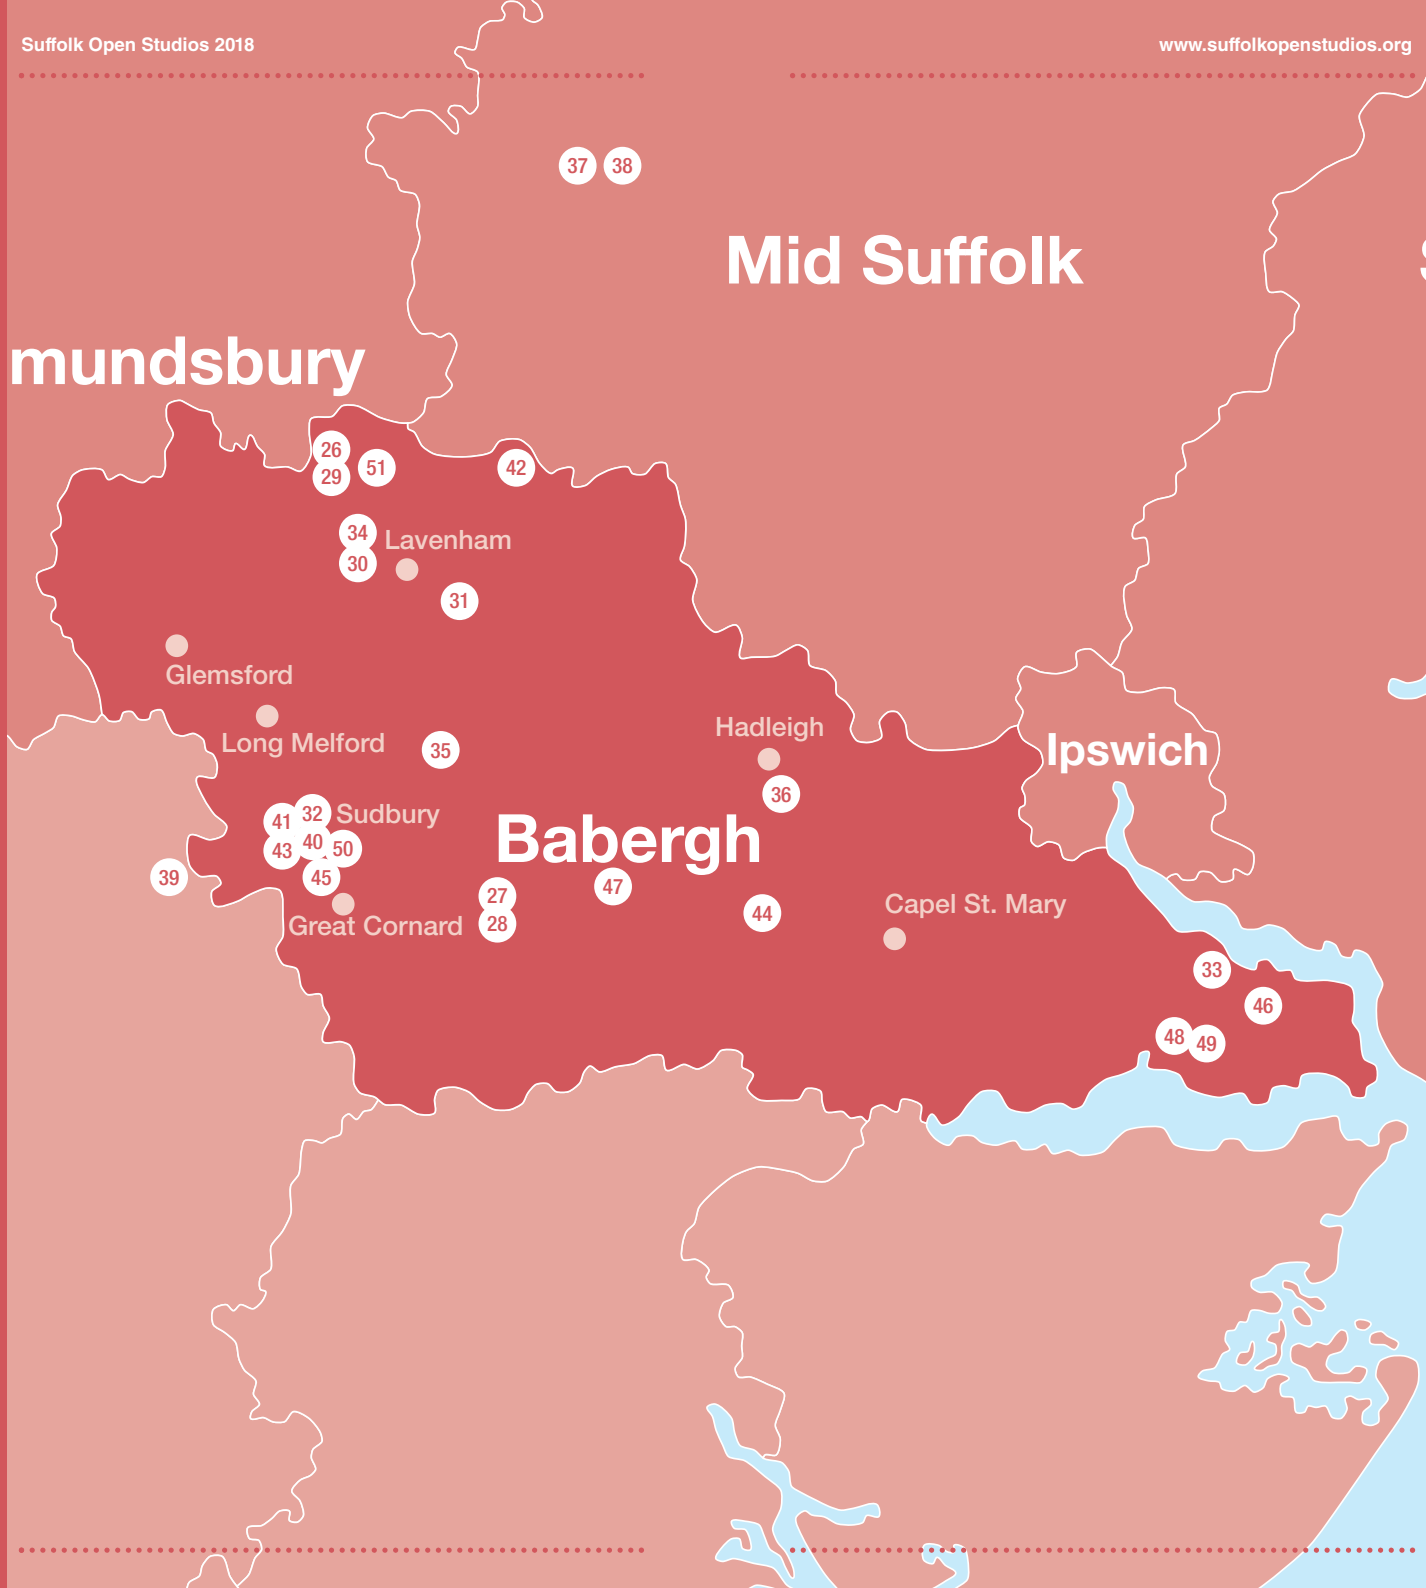 Suffolk Open Studios 2018
www.suffolkopenstudios.org
37 38
Mid Suffolk
S
mundsbury
26
29
51
42
34
Lavenham
30
31
Glemsford
Long Melford
35
Hadleigh
36
Ipswich
32
41
Sudbury
40
43
50
45
39
Babergh
27
28
47
44
Great Cornard
Capel St. Mary
33
46
48
49